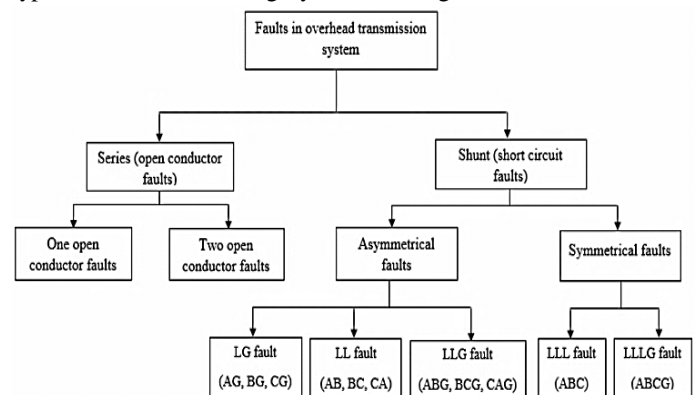 Faults in overhead transmission
system
Series (open conductor
faults)
Shunt (short circuit
faults)
One open
conductor faults
Two open
conductor faults
Asymmetrical
faults
Symmetrical faults
LG fault
(AG, BG, CG)
LL fault
(AB, BC, CA)
LLG fault
(ABG, BCG, CAG)
LLL fault
(ABC)
LLLG fault
(ABCG)